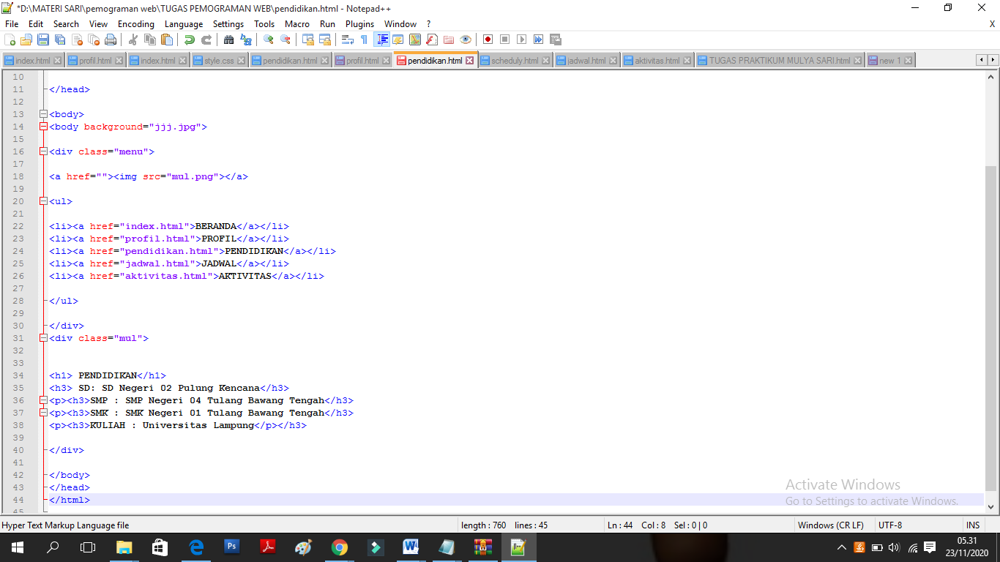 *D:\MATERI SARI\pemograman web\TUGAS PEMOGRAMAN WEB\pendidikan.html - Notepad++
File Edit Search View Encoding Language Settings Tools Macro Run Plugins Window ? X
index.html profil.html index.html style.css pendidikan.html profil.html pendidikan.html scheduly.html jadwal.html aktivitas.html TUGAS PRAKTIKUM MULYA SARI.html new 1
10
11 </head>
12
13 <body>
14 <body background="jjj.jpg">
15
16 <div class="menu">
17
18 <a href=""><img src="mul.png"></a>
19
20 <ul>
21
22 <li><a href="index.html">BERANDA</a></li>
23 <li><a href="profil.html">PROFIL</a></li>
24 <li><a href="pendidikan.html">PENDIDIKAN</a></li>
25 <li><a href="jadwal.html">JADWAL</a></li>
26 <li><a href="aktivitas.html">AKTIVITAS</a></li>
27
28 </ul>
29
30 </div>
31 <div class="mul">
32
33
34 <h1> PENDIDIKAN</h1>
35 <h3> SD: SD Negeri 02 Pulung Kencana</h3>
36 <p><h3>SMP : SMP Negeri 04 Tulang Bawang Tengah</h3>
37 <p><h3>SMK : SMK Negeri 01 Tulang Bawang Tengah</h3>
38 <p><h3>KULIAH : Universitas Lampung</p></h3>
39
40 </div>
41
42 </body>
43 </head>
44 </html>
45
Activate Windows
Go to Settings to activate Windows.
Hyper Text Markup Language file length : 760 lines : 45 Ln : 44 Col : 8 Sel : 0 | 0 Windows (CR LF) UTF-8 INS
05.31
23/11/2020